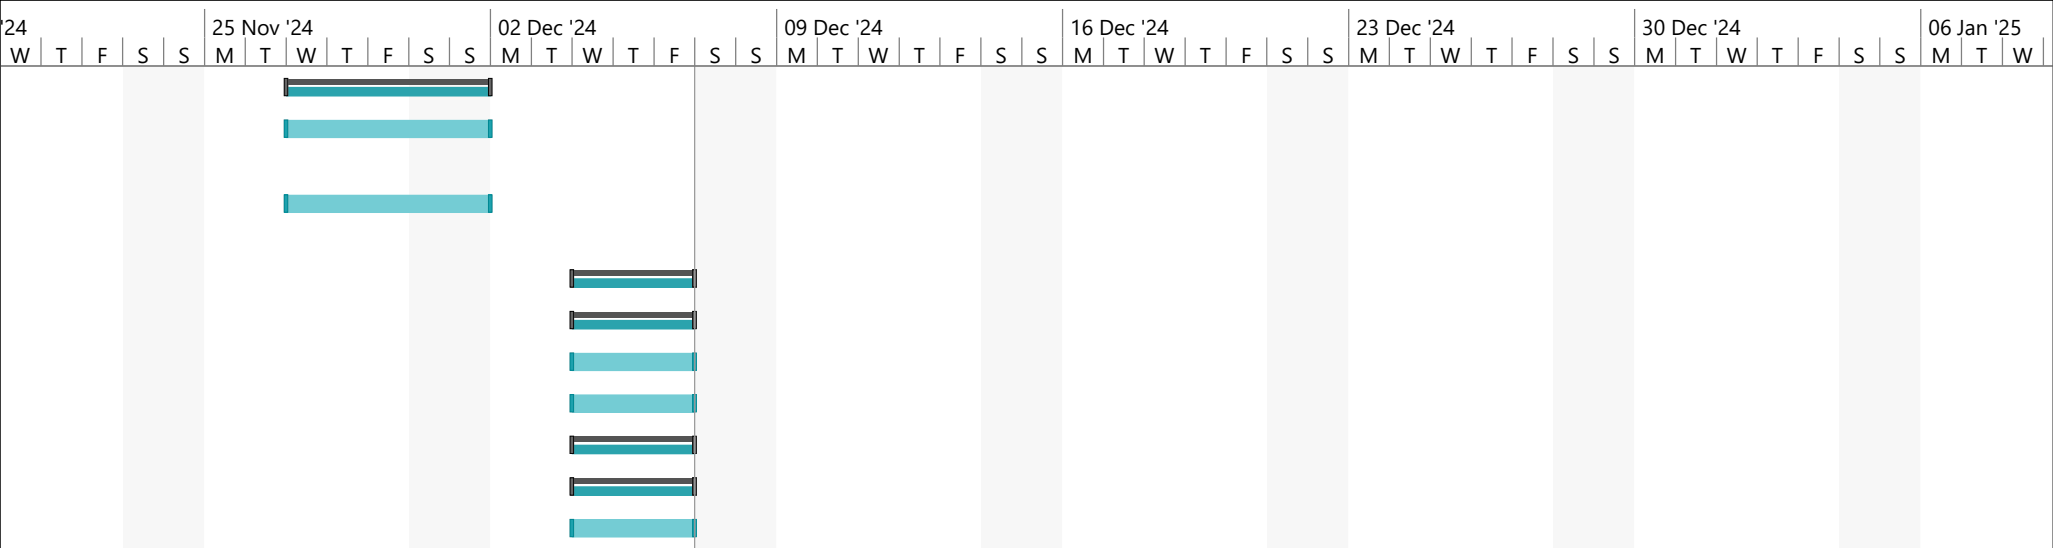 '24 25 Nov '24 02 Dec '24 09 Dec '24 16 Dec '24 23 Dec '24 30 Dec '24 06 Jan '25
W T F S S M T W T F S S M T W T F S S M T W T F S S M T W T F S S M T W T F S S M T W T F S S M T W